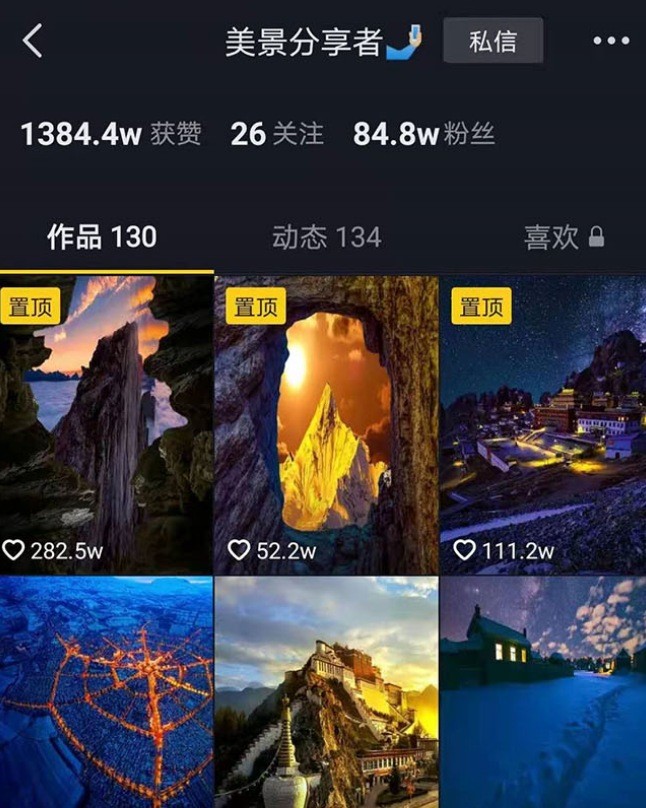 美景分享者🤳 私信
1384.4w 获赞 26 关注 84.8w 粉丝
作品 130 动态 134 喜欢
置顶 置顶 置顶
282.5w 52.2w 111.2w